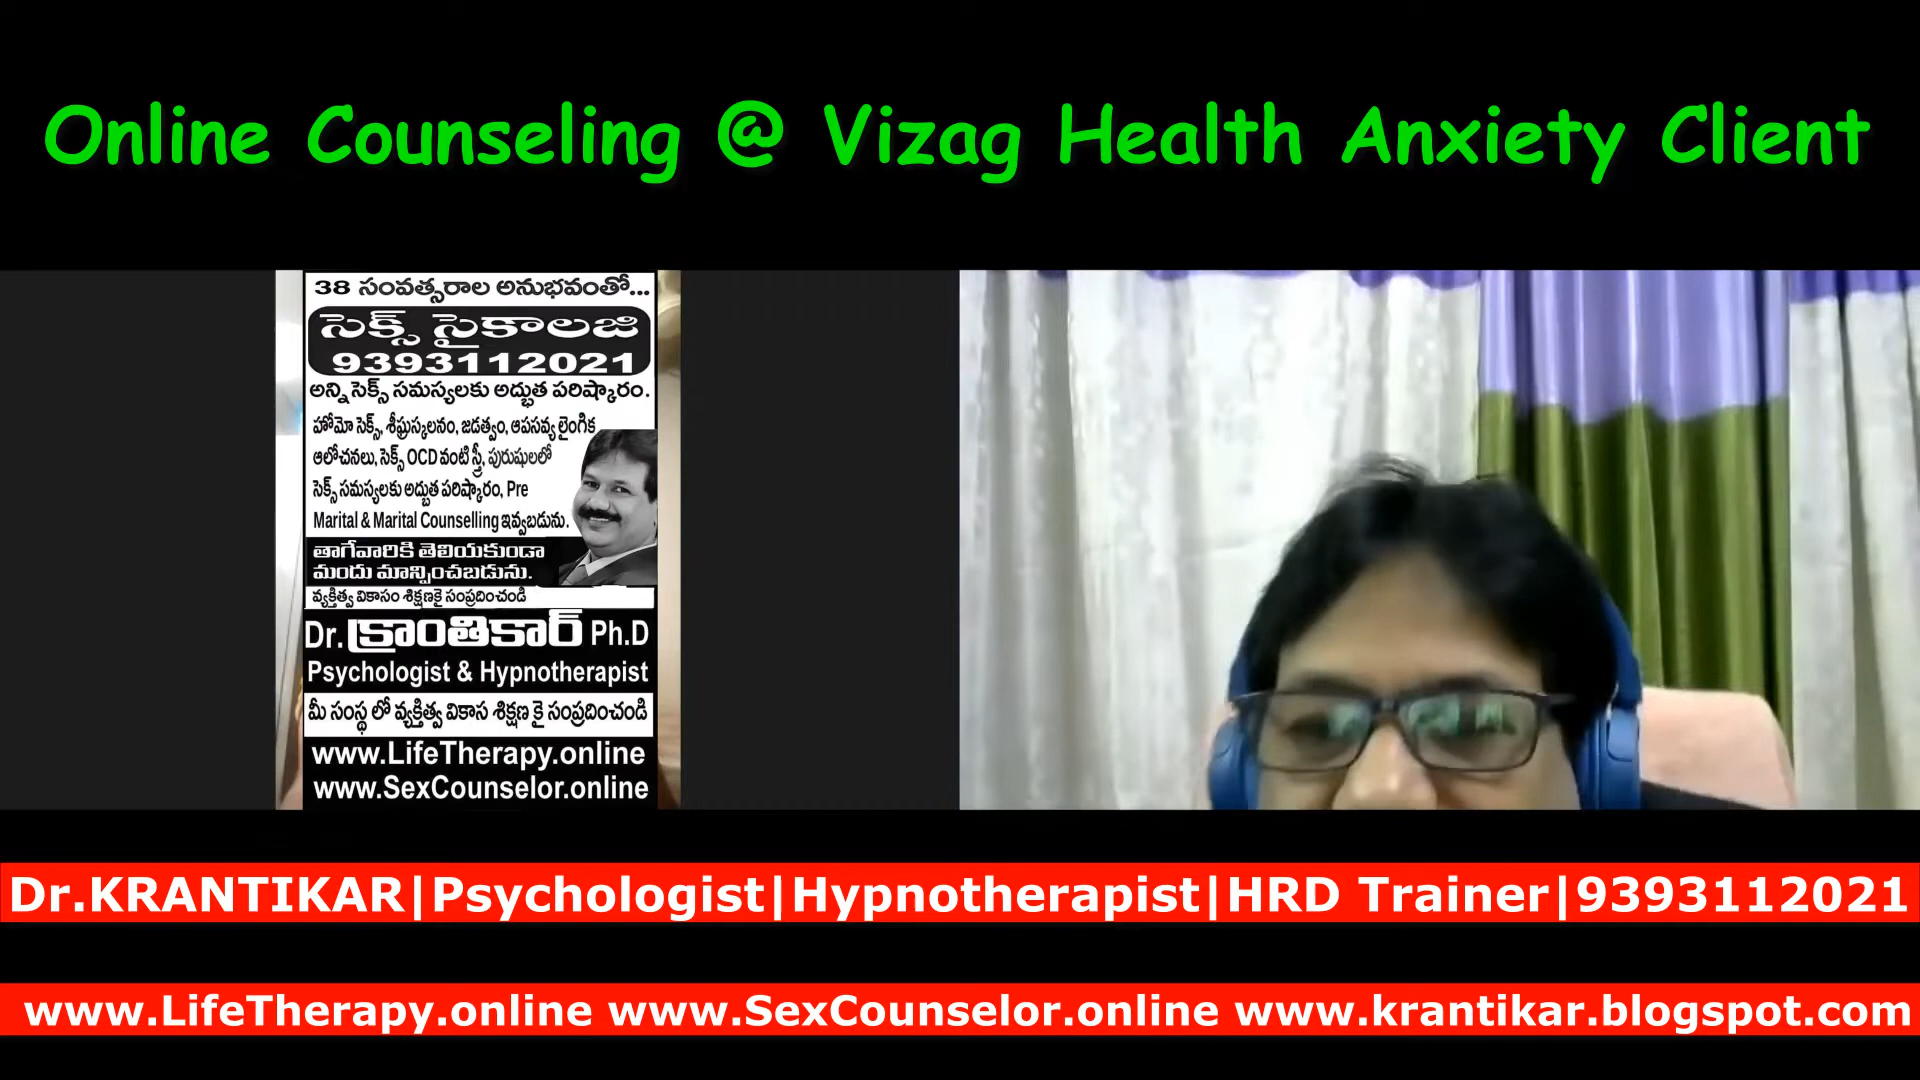 Online Counseling @ Vizag Health Anxiety Client
38 సంవత్సరాల అనుభవంతో...
సెక్స్ సైకాలజి
9393112021
అన్ని సెక్స్ సమస్యలకు అద్భుత పరిష్కారం.
హోమో సెక్స్, శీఘ్రస్కలనం, జడత్వం, ఆపసవ్య లైంగిక
ఆలోచనలు, సెక్స్ OCD వంటి స్త్రీ, పురుషులలో
సెక్స్ సమస్యలకు అద్భుత పరిష్కారం, Pre
Marital & Marital Counselling ఇవ్వబడును.
తాగేవారికి తెలియకుండా
మందు మాన్పించబడును.
వ్యక్తిత్వ వికాసం శిక్షణకై సంప్రదించండి
Dr. క్రాంతికార్ Ph.D
Psychologist & Hypnotherapist
మీ సంస్థ లో వ్యక్తిత్వ వికాస శిక్షణ కై సంప్రదించండి
www.LifeTherapy.online
www.SexCounselor.online
Dr.KRANTIKAR|Psychologist|Hypnotherapist|HRD Trainer|9393112021
www.LifeTherapy.online www.SexCounselor.online www.krantikar.blogspot.com